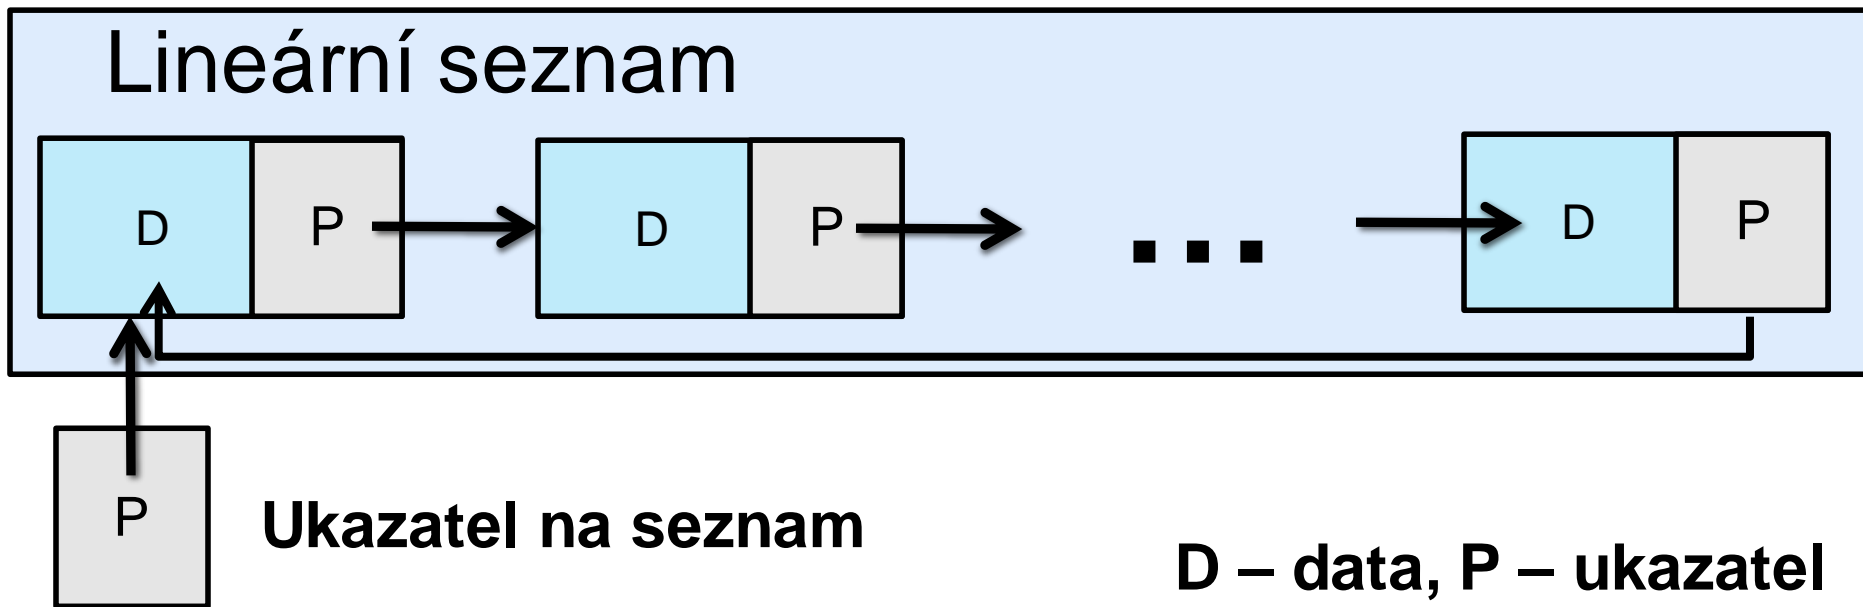 Lineární seznam
D P D P ... D P
P
Ukazatel na seznam
D – data, P – ukazatel